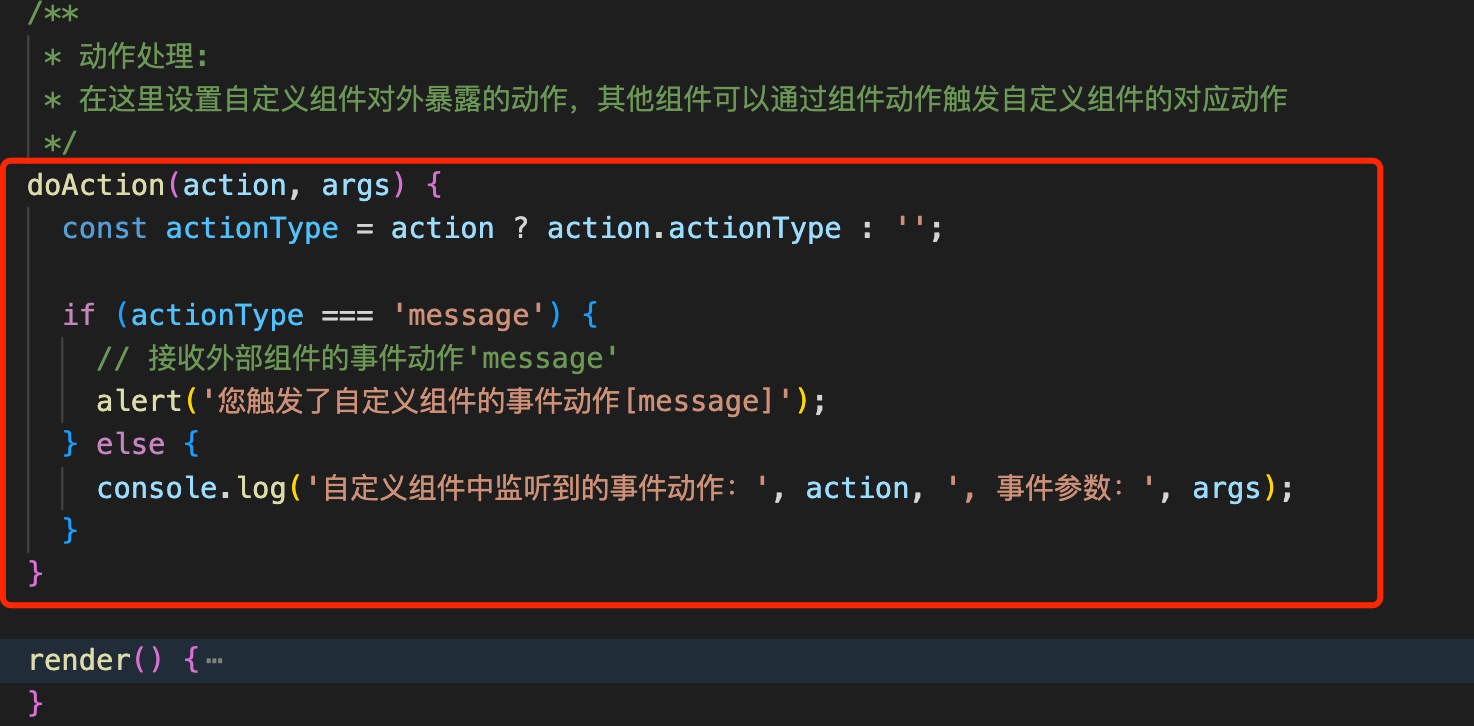 /**
 * 动作处理：
 * 在这里设置自定义组件对外暴露的动作，其他组件可以通过组件动作触发自定义组件的对应动作
 */
doAction(action, args) {
  const actionType = action ? action.actionType : '';
  if (actionType === 'message') {
    // 接收外部组件的事件动作'message'
    alert('您触发了自定义组件的事件动作[message]');
  } else {
    console.log('自定义组件中监听到的事件动作：', action, ', 事件参数：', args);
  }
}
render() {⋯
}